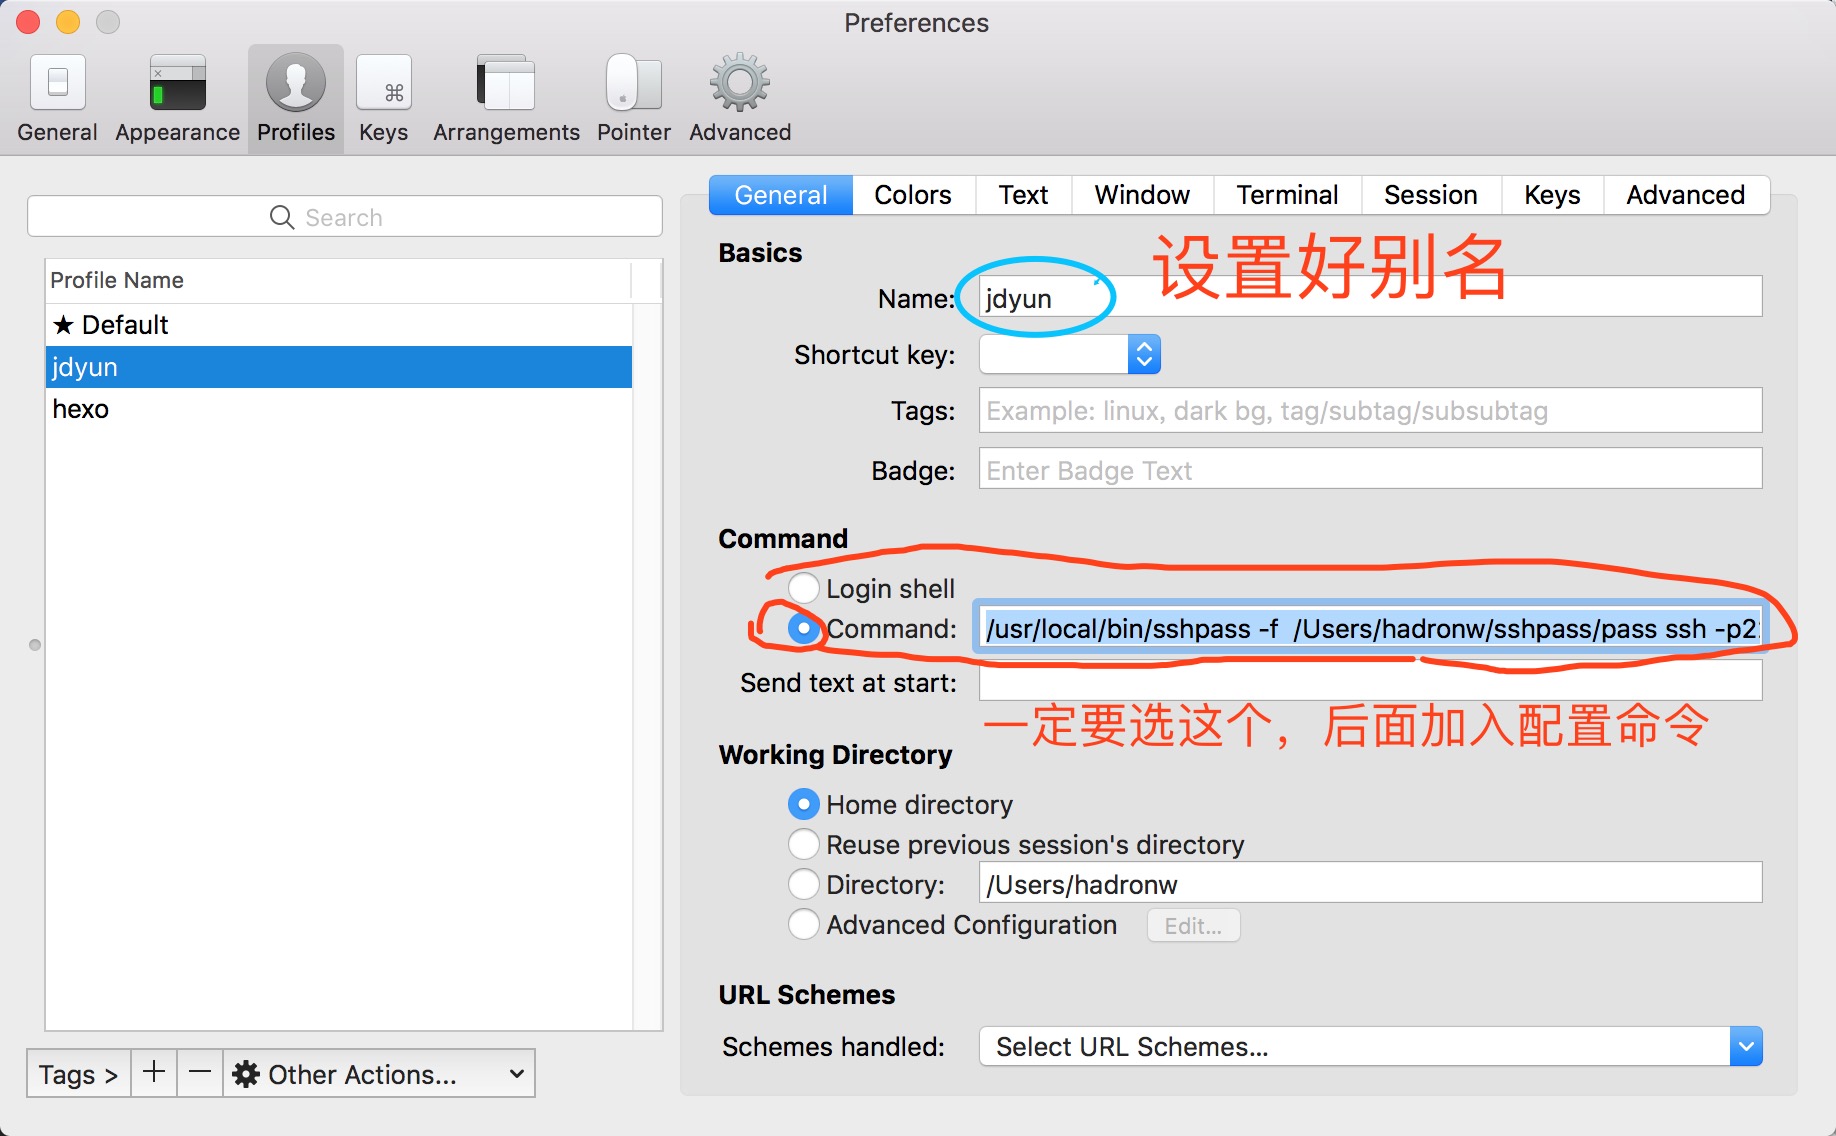 Preferences
General Appearance Profiles Keys Arrangements Pointer Advanced
Search
Profile Name
★ Default
jdyun
hexo
Tags > + — Other Actions...
General Colors Text Window Terminal Session Keys Advanced
Basics
设置好别名
Name: jdyun
Shortcut key:
Tags: Example: linux, dark bg, tag/subtag/subsubtag
Badge: Enter Badge Text
Command
Login shell
Command: /usr/local/bin/sshpass -f /Users/hadronw/sshpass/pass ssh -p2
Send text at start:
一定要选这个，后面加入配置命令
Working Directory
Home directory
Reuse previous session's directory
Directory: /Users/hadronw
Advanced Configuration Edit...
URL Schemes
Schemes handled: Select URL Schemes...